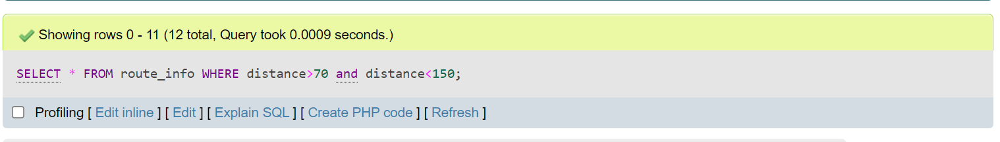 Showing rows 0 - 11 (12 total, Query took 0.0009 seconds.)
SELECT * FROM route_info WHERE distance>70 and distance<150;
Profiling [ Edit inline ] [ Edit ] [ Explain SQL ] [ Create PHP code ] [ Refresh ]